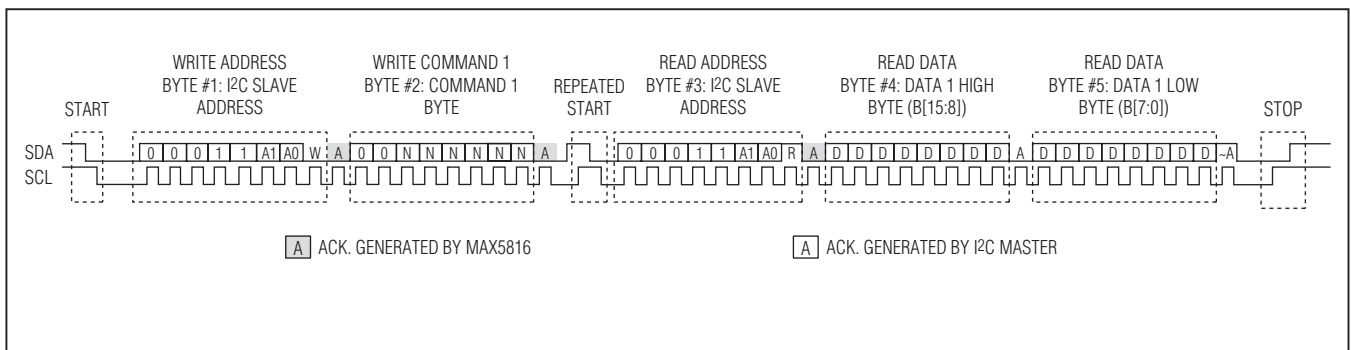 WRITE ADDRESS
BYTE #1: I2C SLAVE
ADDRESS
WRITE COMMAND 1
BYTE #2: COMMAND 1
BYTE
READ ADDRESS
BYTE #3: I2C SLAVE
ADDRESS
READ DATA
BYTE #4: DATA 1 HIGH
BYTE (B[15:8])
READ DATA
BYTE #5: DATA 1 LOW
BYTE (B[7:0])
START
REPEATED
START
STOP
SDA 0 0 0 1 1 A1 A0 W A 0 0 N N N N N N A 0 0 0 1 1 A1 A0 R A D D D D D D D D A D D D D D D D D ~A
SCL
A ACK. GENERATED BY MAX5816
A ACK. GENERATED BY I2C MASTER